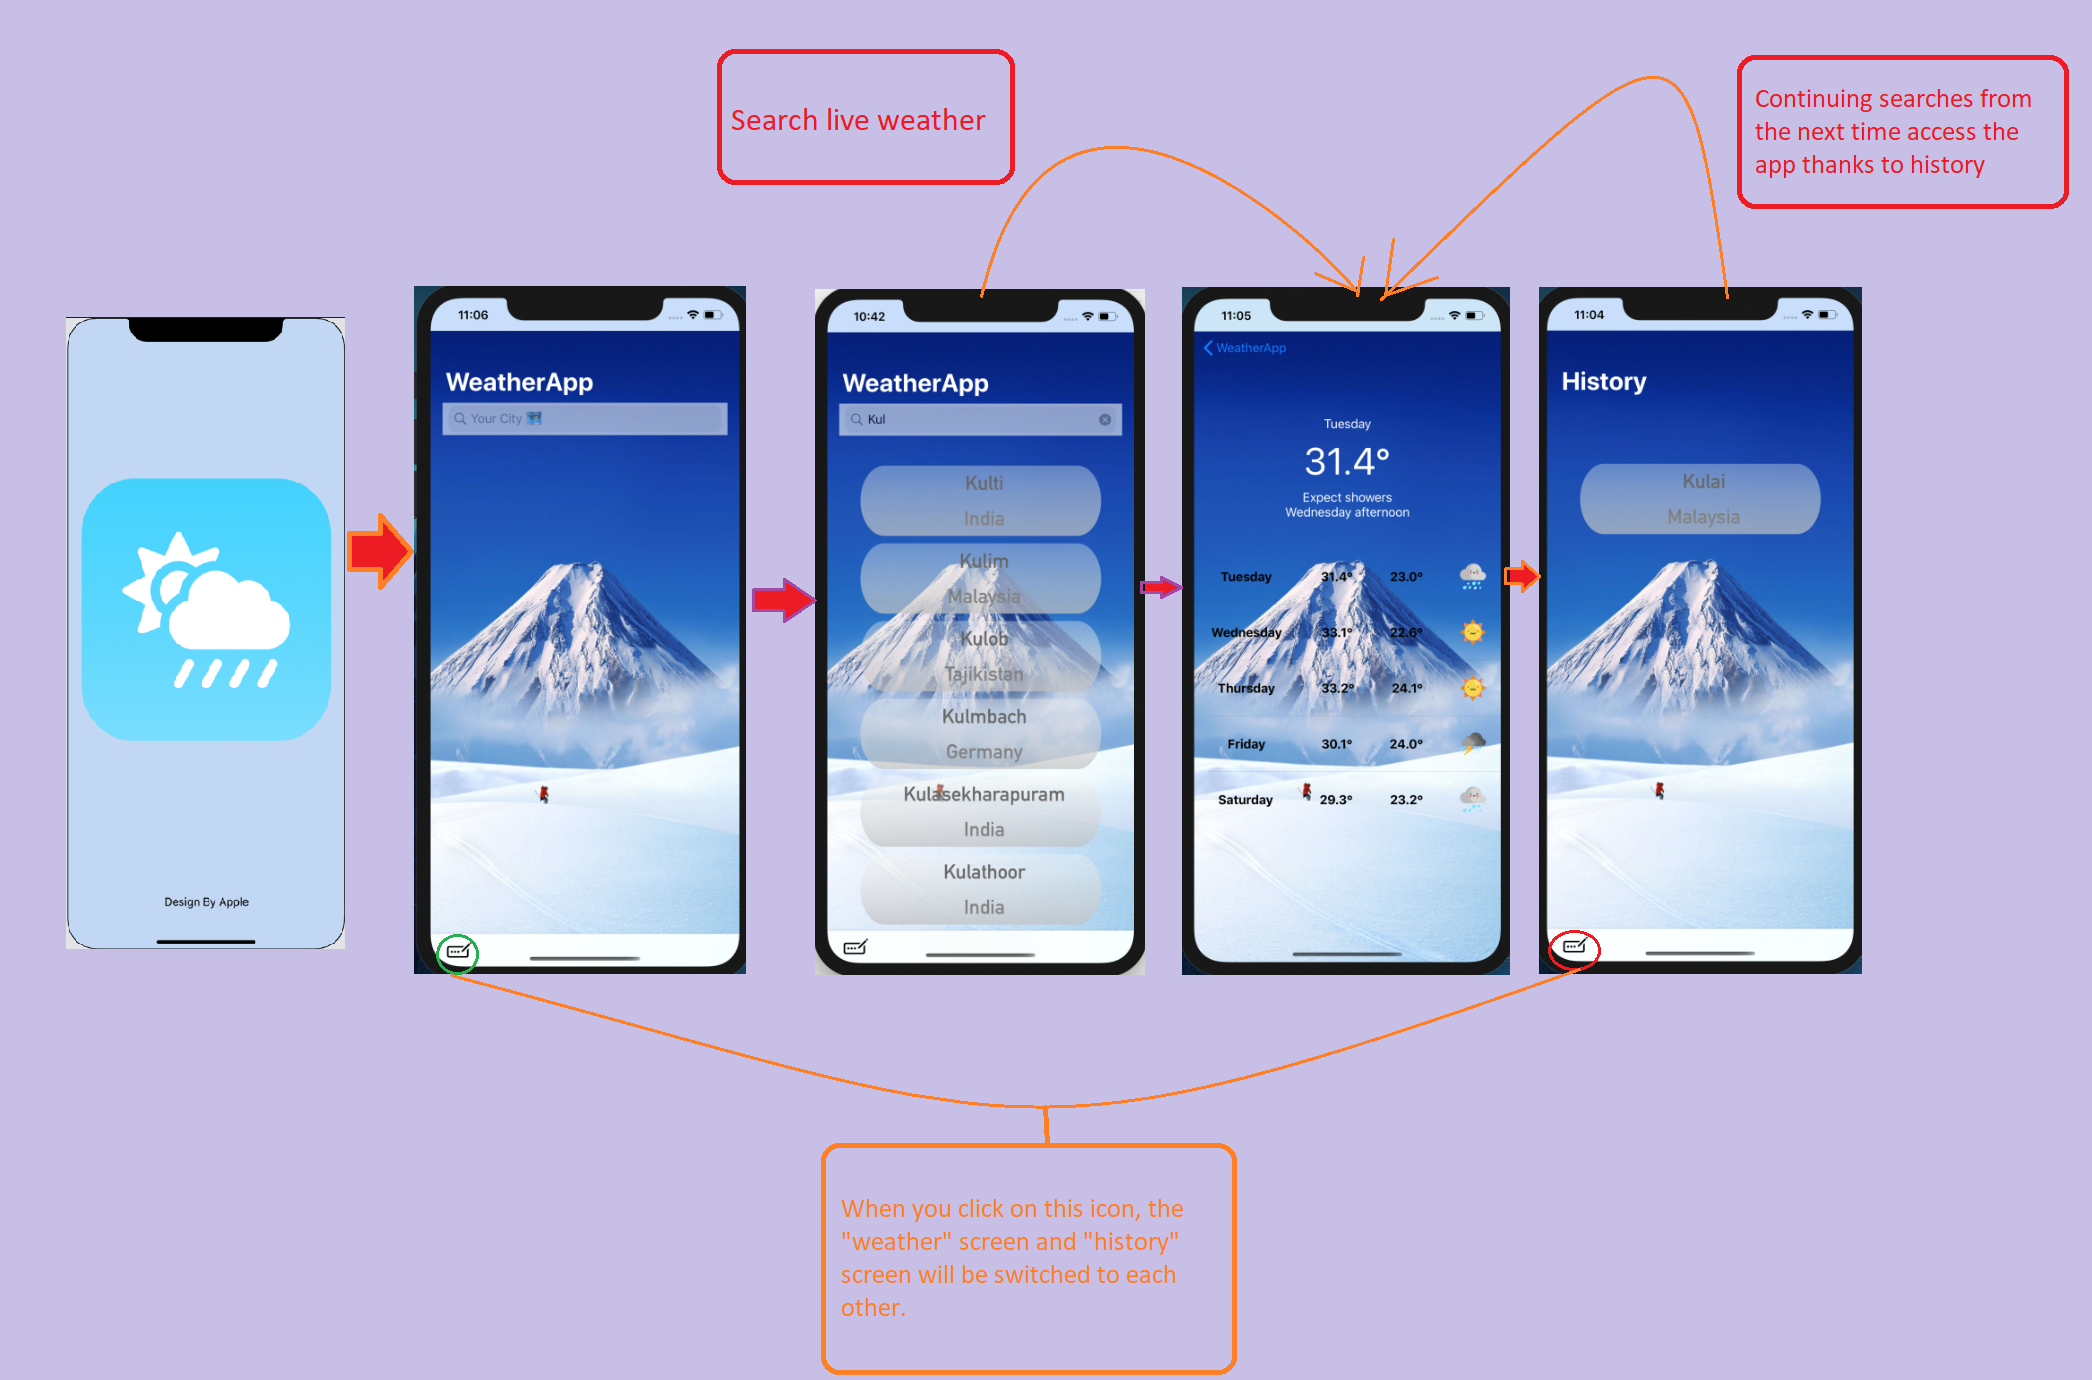 Search live weather
Continuing searches from
the next time access the
app thanks to history
Design By Apple
11:06
WeatherApp
Your City
10:42
WeatherApp
Kul
Kulti
India
Kulim
Malaysia
Kulob
Tajikistan
Kulmbach
Germany
Kulasekharapuram
India
Kulathoor
India
11:05
WeatherApp
Tuesday
31.4°
Expect showers
Wednesday afternoon
Tuesday 31.4° 23.0°
Wednesday 33.1° 22.6°
Thursday 33.2° 24.1°
Friday 30.1° 24.0°
Saturday 29.3° 23.2°
11:04
History
Kulai
Malaysia
When you click on this icon, the
"weather" screen and "history"
screen will be switched to each
other.